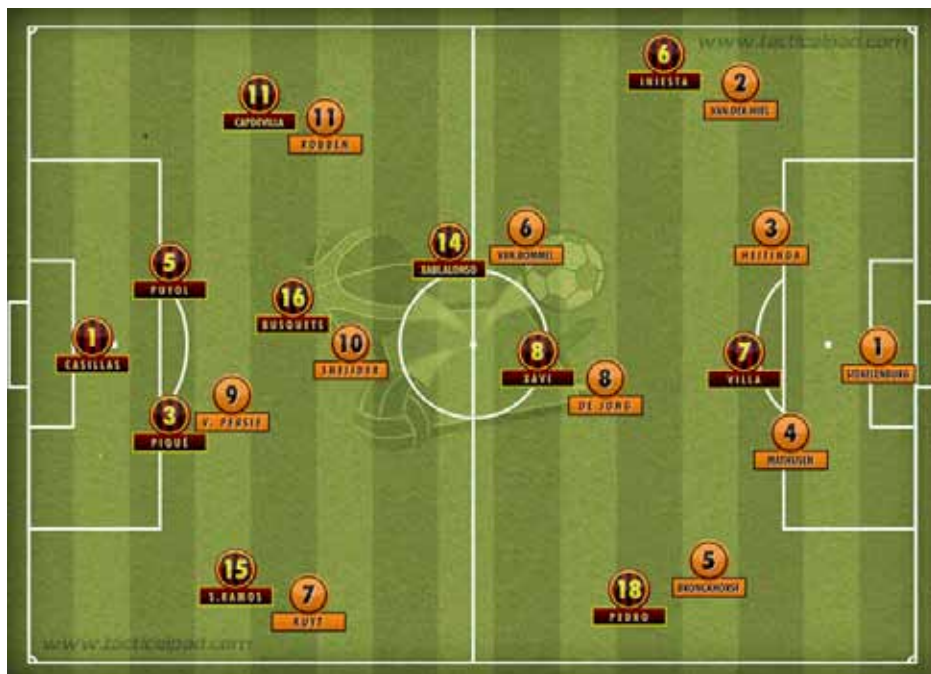 www.tacticalpad.com
6
INIESTA
2
VAN DER WIEL
11
CAPDEVILLA
11
ROBBEN
6
VAN BOMMEL
3
HEITINGA
14
XABI ALONSO
5
PUYOL
16
BUSQUETS
10
SNEIJDER
1
CASILLAS
8
XAVI
7
VILLA
1
STEKELENBURG
8
DE JONG
9
V. PERSIE
3
PIQUÉ
4
MATHIJSEN
15
S.RAMOS
7
KUYT
5
BRONCKHORST
18
PEDRO
www.tacticalpad.com